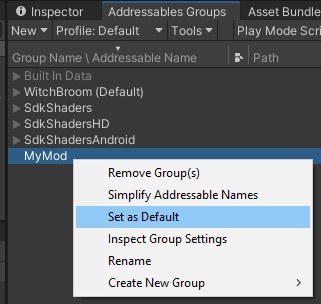 Inspector Addressables Groups Asset Bundle
New Profile: Default Tools Play Mode Scri
Group Name \ Addressable Name Path
Built In Data
WitchBroom (Default)
SdkShaders
SdkShadersHD
SdkShadersAndroid
MyMod
Remove Group(s)
Simplify Addressable Names
Set as Default
Inspect Group Settings
Rename
Create New Group